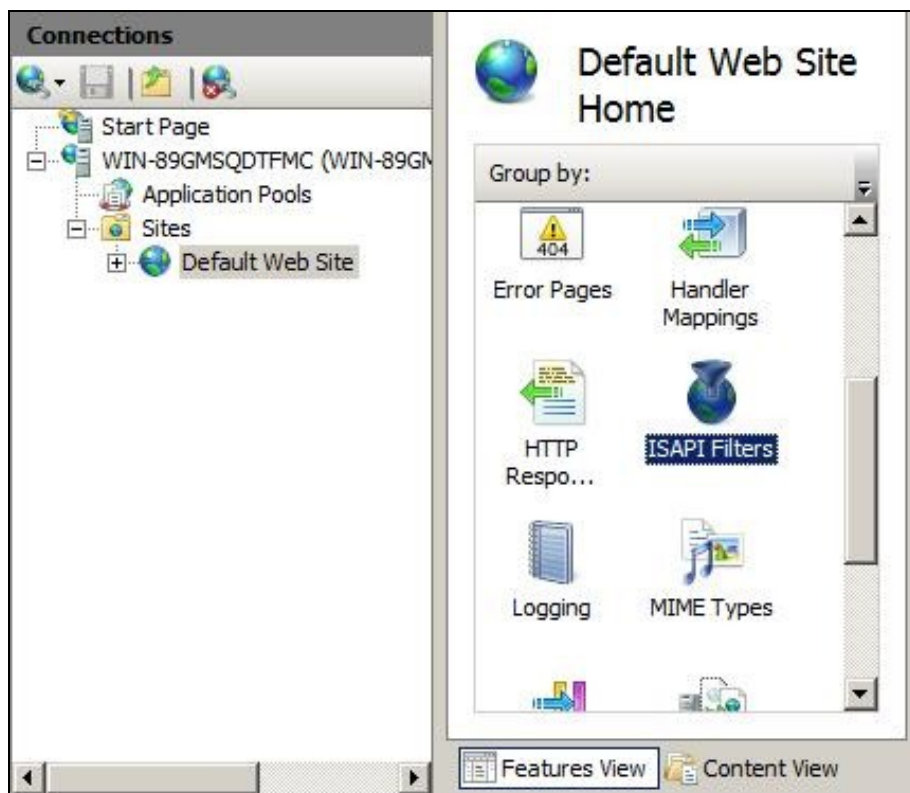 Connections
Start Page
WIN-89GMSQDTFMC (WIN-89GM
Application Pools
Sites
Default Web Site
Default Web Site
Home
Group by:
404
Error Pages
Handler
Mappings
HTTP
Respo...
ISAPI Filters
Logging
MIME Types
Features View
Content View